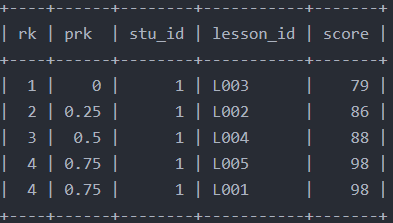 +----+------+--------+-----------+-------+
| rk | prk | stu_id | lesson_id | score |
+----+------+--------+-----------+-------+
| 1 | 0 | 1 | L003 | 79 |
| 2 | 0.25 | 1 | L002 | 86 |
| 3 | 0.5 | 1 | L004 | 88 |
| 4 | 0.75 | 1 | L005 | 98 |
| 4 | 0.75 | 1 | L001 | 98 |
+----+------+--------+-----------+-------+